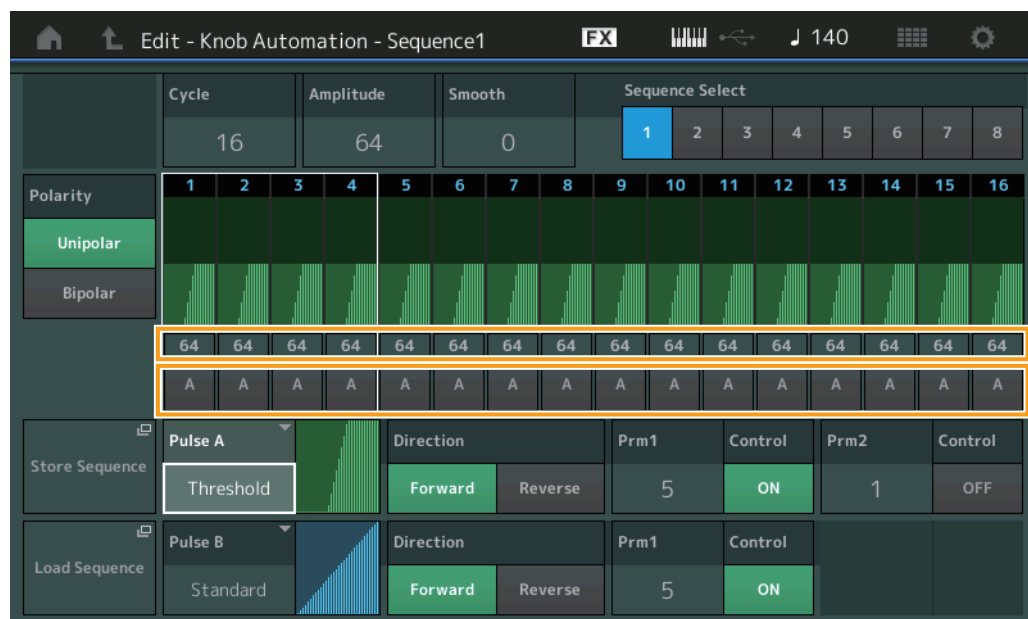 Edit - Knob Automation - Sequence1 FX 140
Cycle Amplitude Smooth Sequence Select
16 64 0 1 2 3 4 5 6 7 8
Polarity 1 2 3 4 5 6 7 8 9 10 11 12 13 14 15 16
Unipolar
Bipolar
64 64 64 64 64 64 64 64 64 64 64 64 64 64 64 64
A A A A A A A A A A A A A A A A
Store Sequence Pulse A Direction Prm1 Control Prm2 Control
Threshold Forward Reverse 5 ON 1 OFF
Load Sequence Pulse B Direction Prm1 Control
Standard Forward Reverse 5 ON